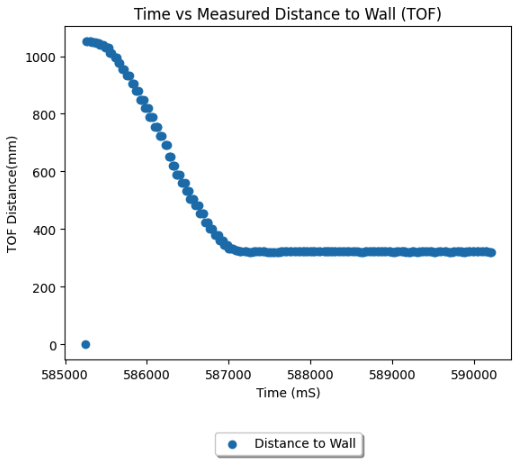 Time vs Measured Distance to Wall (TOF)
1000
800
600
400
200
0
TOF Distance(mm)
585000 586000 587000 588000 589000 590000
Time (mS)
Distance to Wall